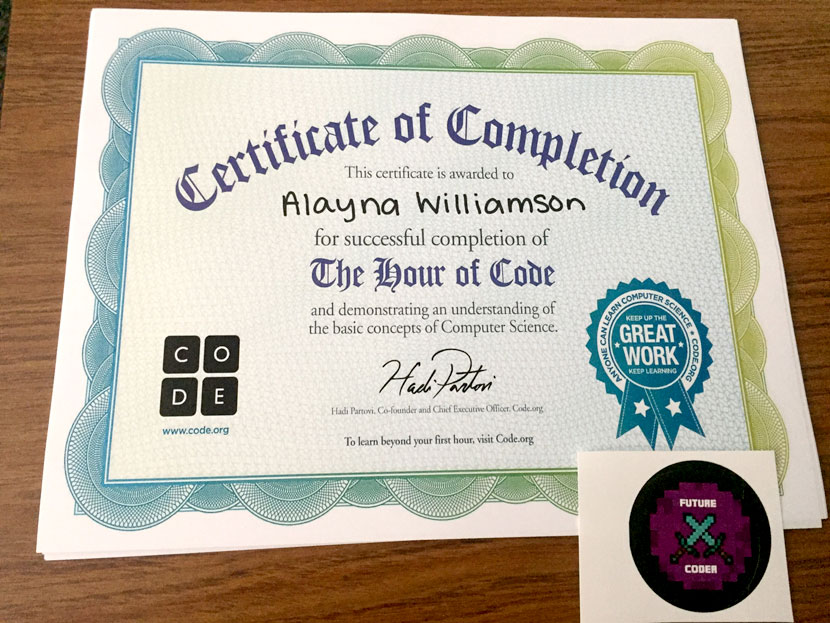 Certificate of Completion
This certificate is awarded to
Alayna Williamson
for successful completion of
The Hour of Code
and demonstrating an understanding of
the basic concepts of Computer Science.
C O
D E
www.code.org
Hadi Partovi
Hadi Partovi, Co-founder and Chief Executive Officer, Code.org
To learn beyond your first hour, visit Code.org
ANYONE CAN LEARN COMPUTER SCIENCE ★ CODE.ORG
KEEP UP THE
GREAT
WORK
KEEP LEARNING
FUTURE
CODER